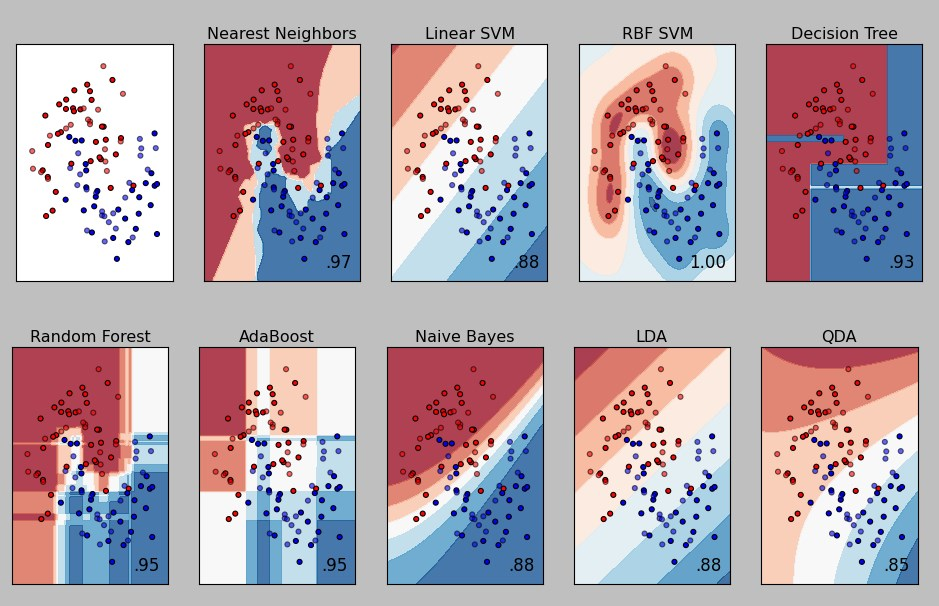 Nearest Neighbors
Linear SVM
RBF SVM
Decision Tree
.97
.88
1.00
.93
Random Forest
AdaBoost
Naive Bayes
LDA
QDA
.95
.95
.88
.88
.85